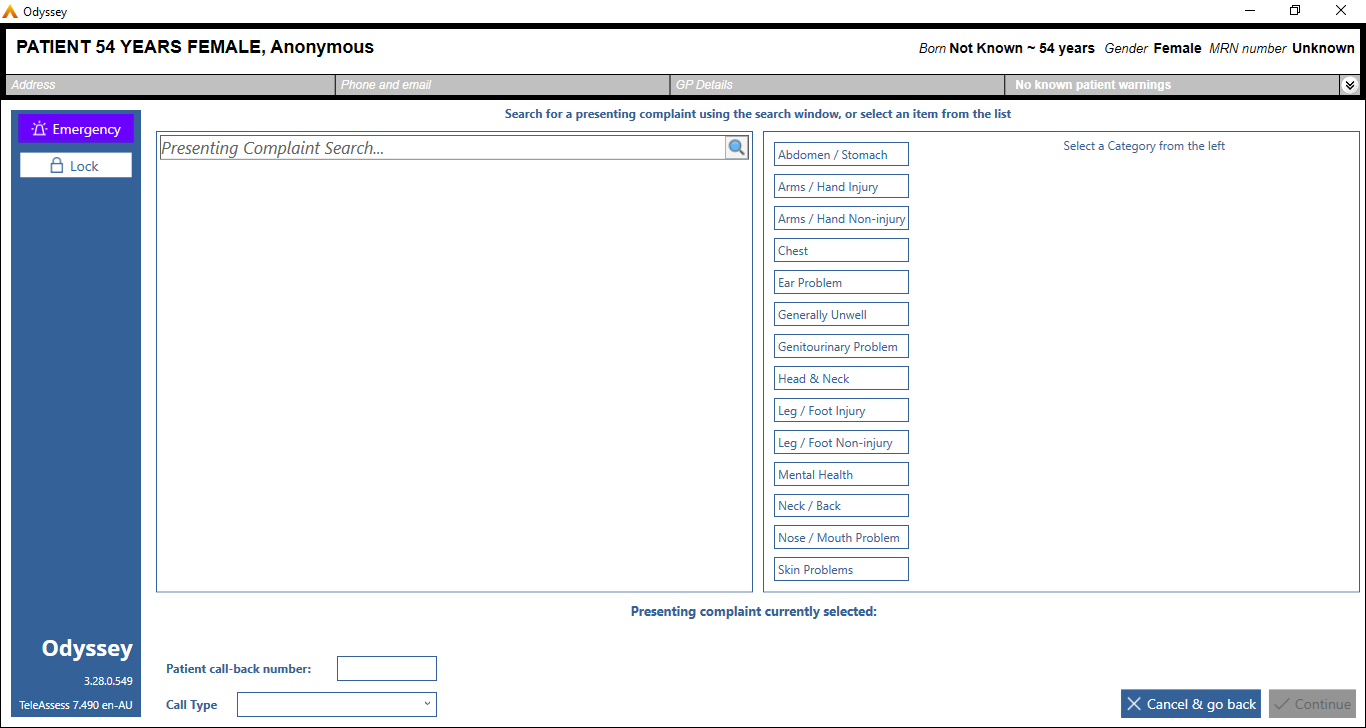 Odyssey
PATIENT 54 YEARS FEMALE, Anonymous
Born Not Known ~ 54 years Gender Female MRN number Unknown
Address
Phone and email
GP Details
No known patient warnings
Emergency
Lock
Search for a presenting complaint using the search window, or select an item from the list
Presenting Complaint Search...
Abdomen / Stomach
Arms / Hand Injury
Arms / Hand Non-injury
Chest
Ear Problem
Generally Unwell
Genitourinary Problem
Head & Neck
Leg / Foot Injury
Leg / Foot Non-injury
Mental Health
Neck / Back
Nose / Mouth Problem
Skin Problems
Select a Category from the left
Presenting complaint currently selected:
Odyssey
3.28.0.549
TeleAssess 7.490 en-AU
Patient call-back number:
Call Type
Cancel & go back
Continue